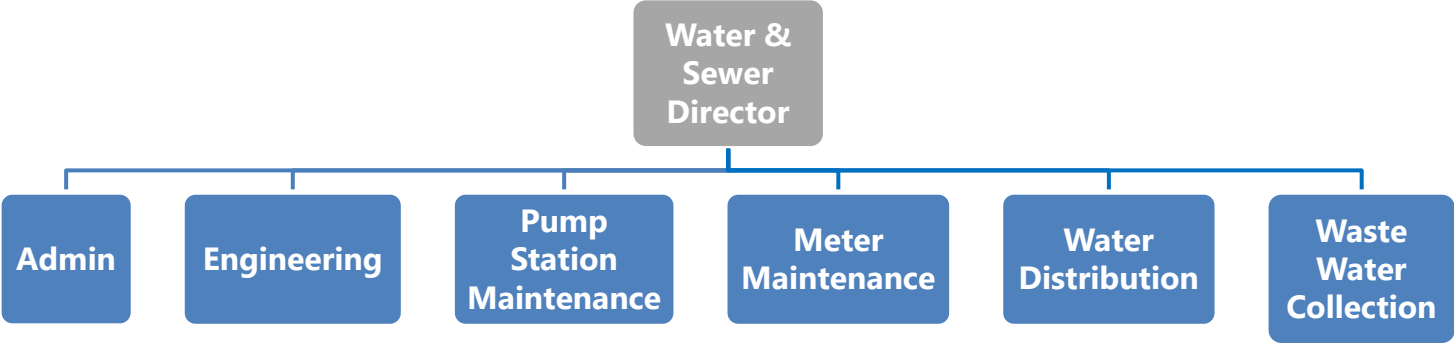 Water &
Sewer
Director
Admin
Engineering
Pump
Station
Maintenance
Meter
Maintenance
Water
Distribution
Waste
Water
Collection